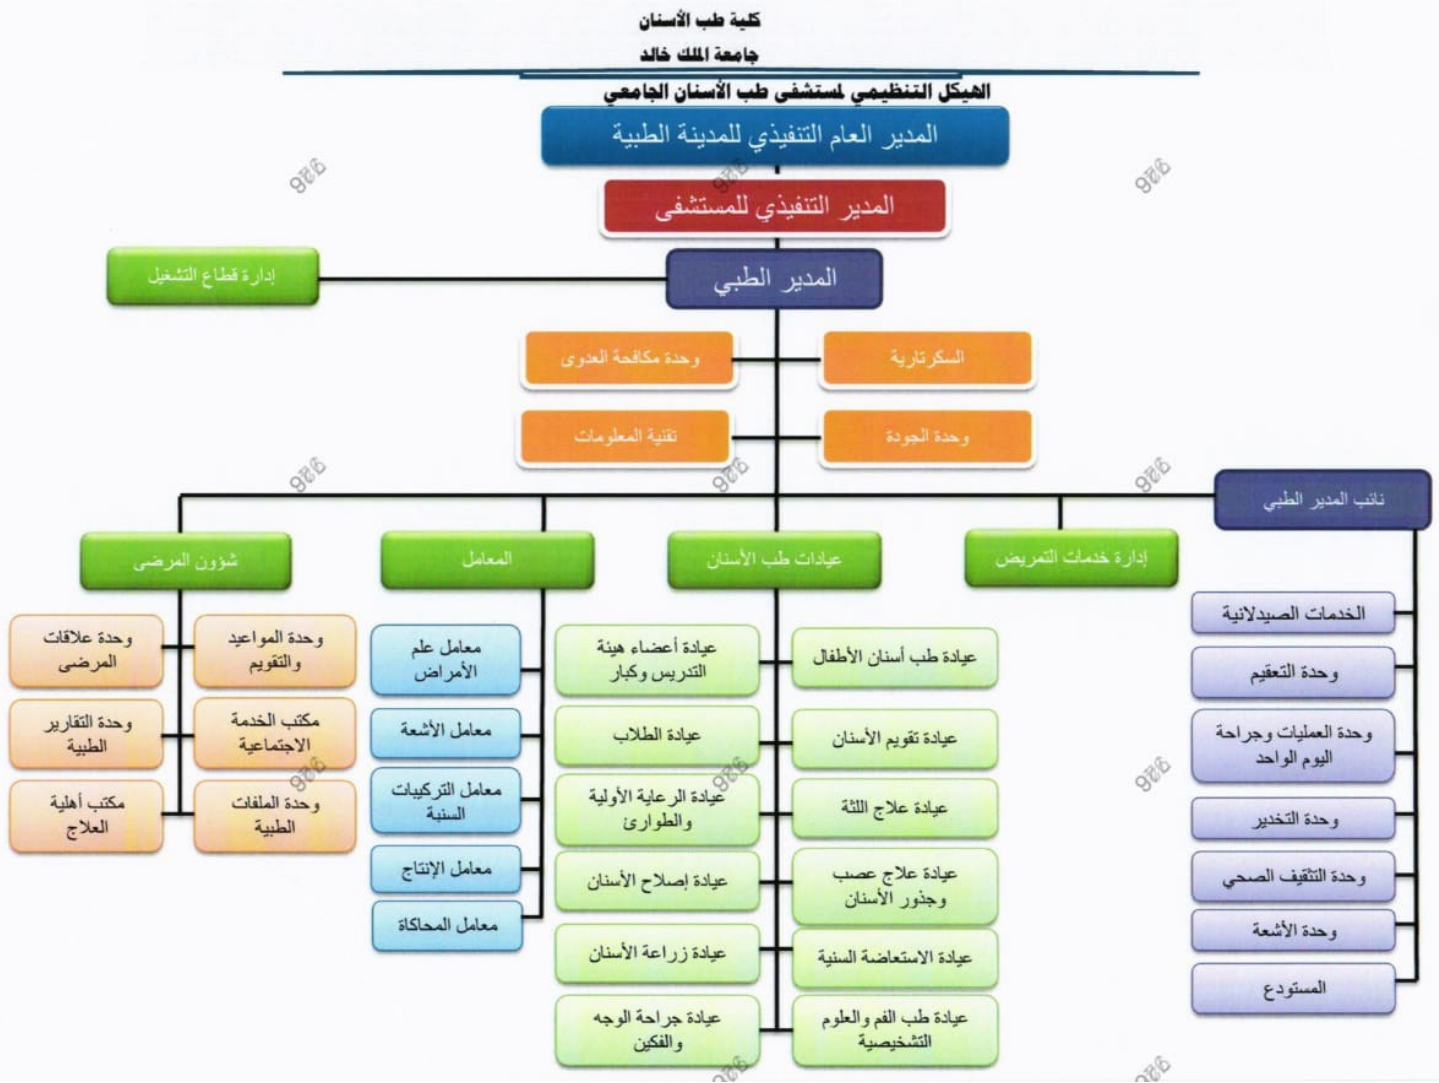 كلية طب الأسنان
جامعة الملك خالد
الهيكل التنظيمي لمستشفى طب الأسنان الجامعي
المدير العام التنفيذي للمدينة الطبية
المدير التنفيذي للمستشفى
المدير الطبي
إدارة قطاع التشغيل
السكرتارية
وحدة مكافحة العدوى
وحدة الجودة
تقنية المعلومات
نائب المدير الطبي
إدارة خدمات التمريض
عيادات طب الأسنان
المعامل
شؤون المرضى
الخدمات الصيدلانية
وحدة التعقيم
وحدة العمليات وجراحة
اليوم الواحد
وحدة التخدير
وحدة التثقيف الصحي
وحدة الأشعة
المستودع
عيادة طب أسنان الأطفال
عيادة تقويم الأسنان
عيادة علاج اللثة
عيادة علاج عصب
وجذور الأسنان
عيادة الاستعاضة السنية
عيادة طب الفم والعلوم
التشخيصية
عيادة أعضاء هيئة
التدريس وكبار
عيادة الطلاب
عيادة الرعاية الأولية
والطوارئ
عيادة إصلاح الأسنان
عيادة زراعة الأسنان
عيادة جراحة الوجه
والفكين
معامل علم
الأمراض
معامل الأشعة
معامل التركيبات
السنية
معامل الإنتاج
معامل المحاكاة
وحدة المواعيد
والتقويم
مكتب الخدمة
الاجتماعية
وحدة الملفات
الطبية
وحدة علاقات
المرضى
وحدة التقارير
الطبية
مكتب أهلية
العلاج